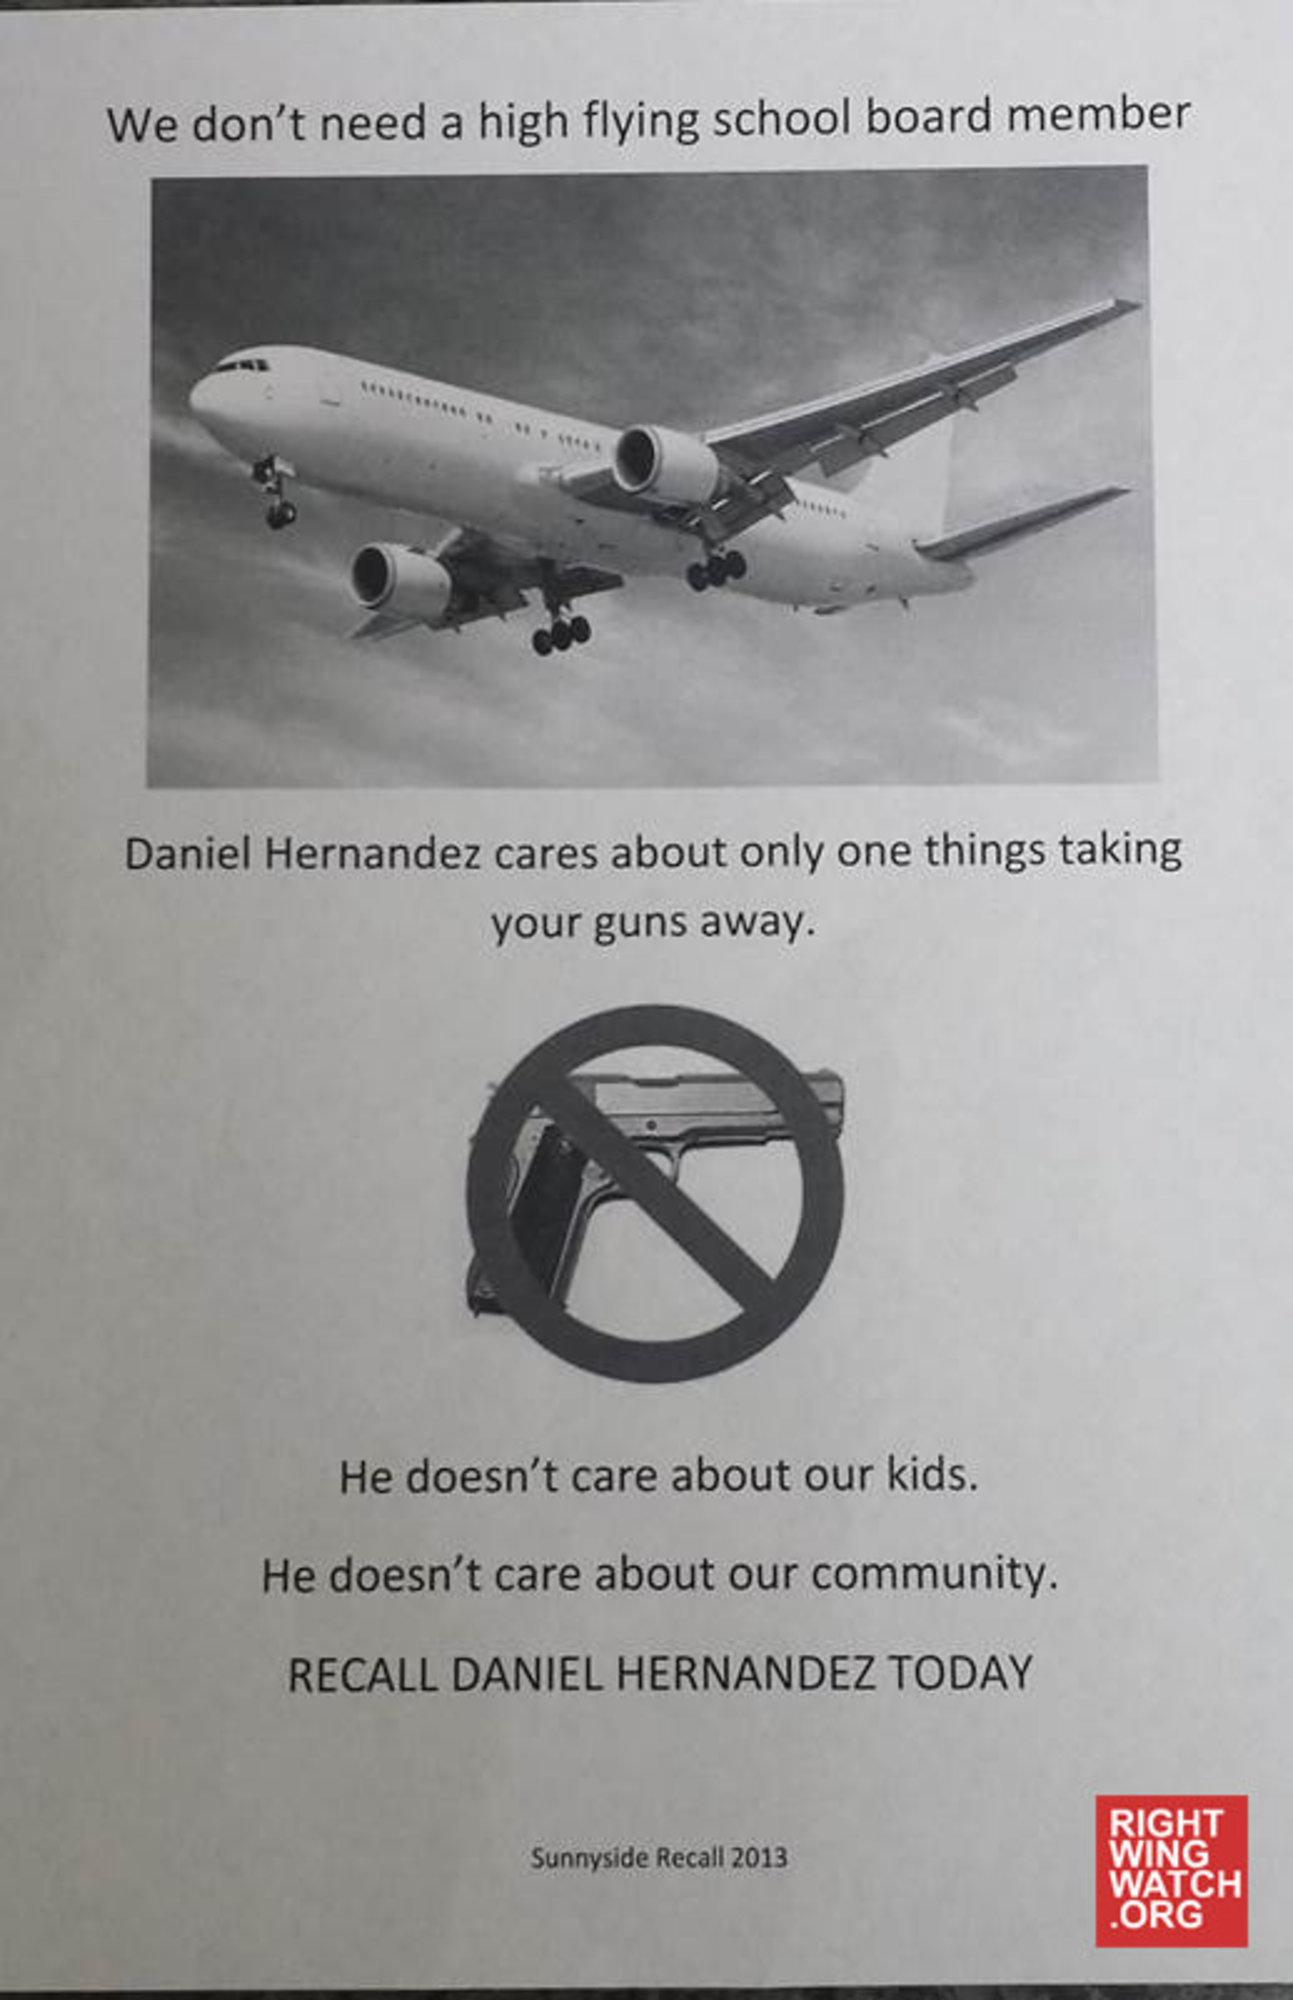 We don't need a high flying school board member
Daniel Hernandez cares about only one things taking
your guns away.
He doesn't care about our kids.
He doesn't care about our community.
RECALL DANIEL HERNANDEZ TODAY
Sunnyside Recall 2013
RIGHT
WING
WATCH
.ORG